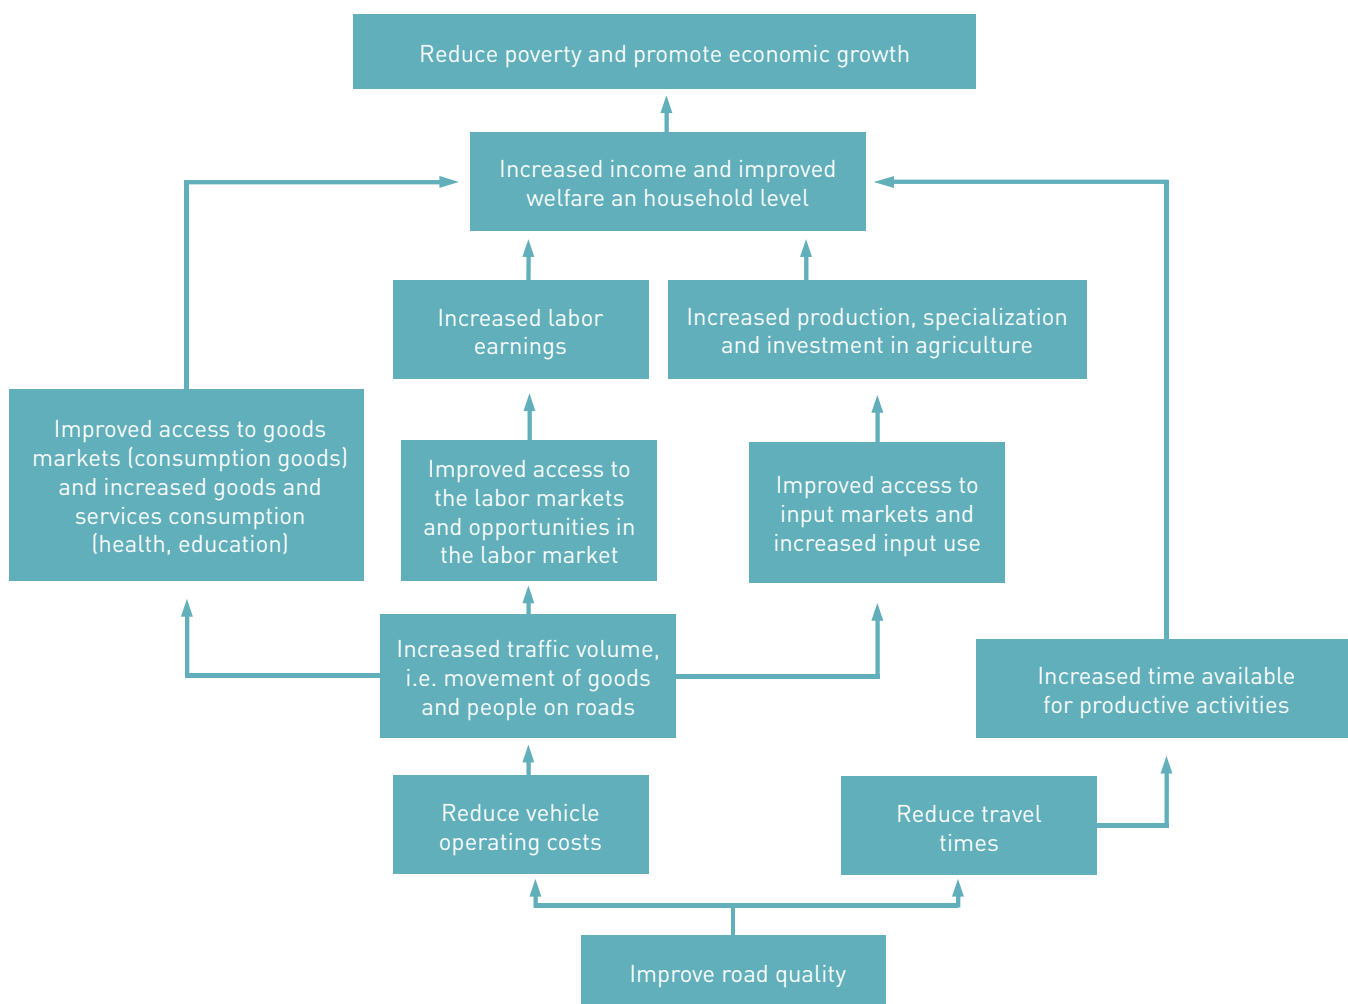 Reduce poverty and promote economic growth
Increased income and improved
welfare an household level
Increased labor
earnings
Increased production, specialization
and investment in agriculture
Improved access to goods
markets (consumption goods)
and increased goods and
services consumption
(health, education)
Improved access to
the labor markets
and opportunities in
the labor market
Improved access to
input markets and
increased input use
Increased traffic volume,
i.e. movement of goods
and people on roads
Increased time available
for productive activities
Reduce vehicle
operating costs
Reduce travel
times
Improve road quality